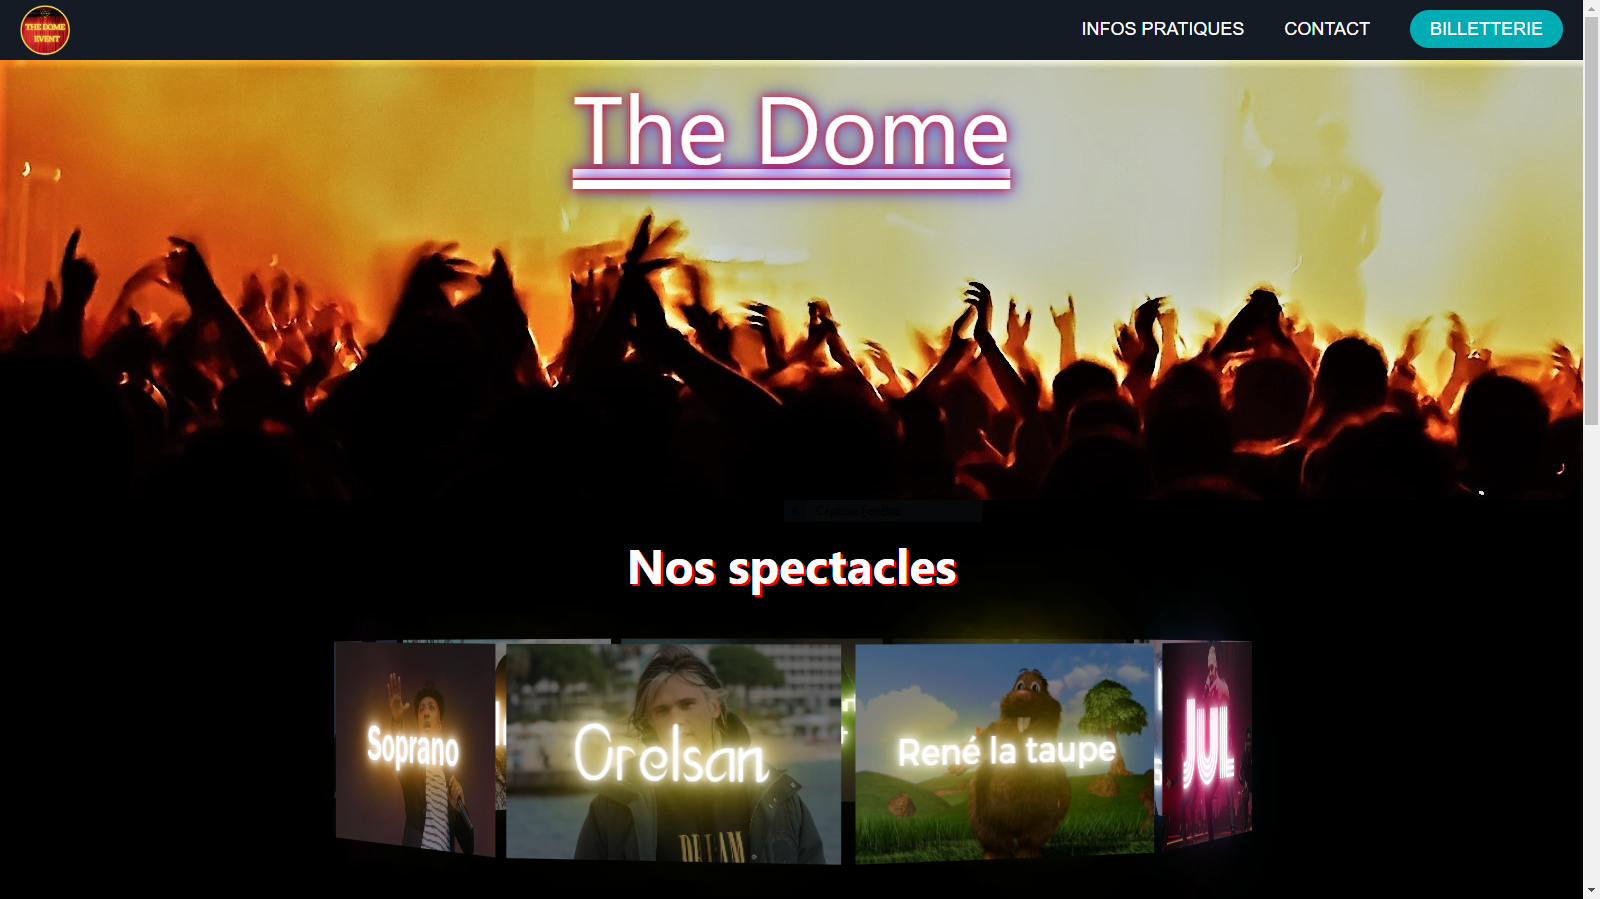 THE DOME
EVENT
INFOS PRATIQUES
CONTACT
BILLETTERIE
The Dome
Nos spectacles
Soprano
Orelsan
René la taupe
JUL